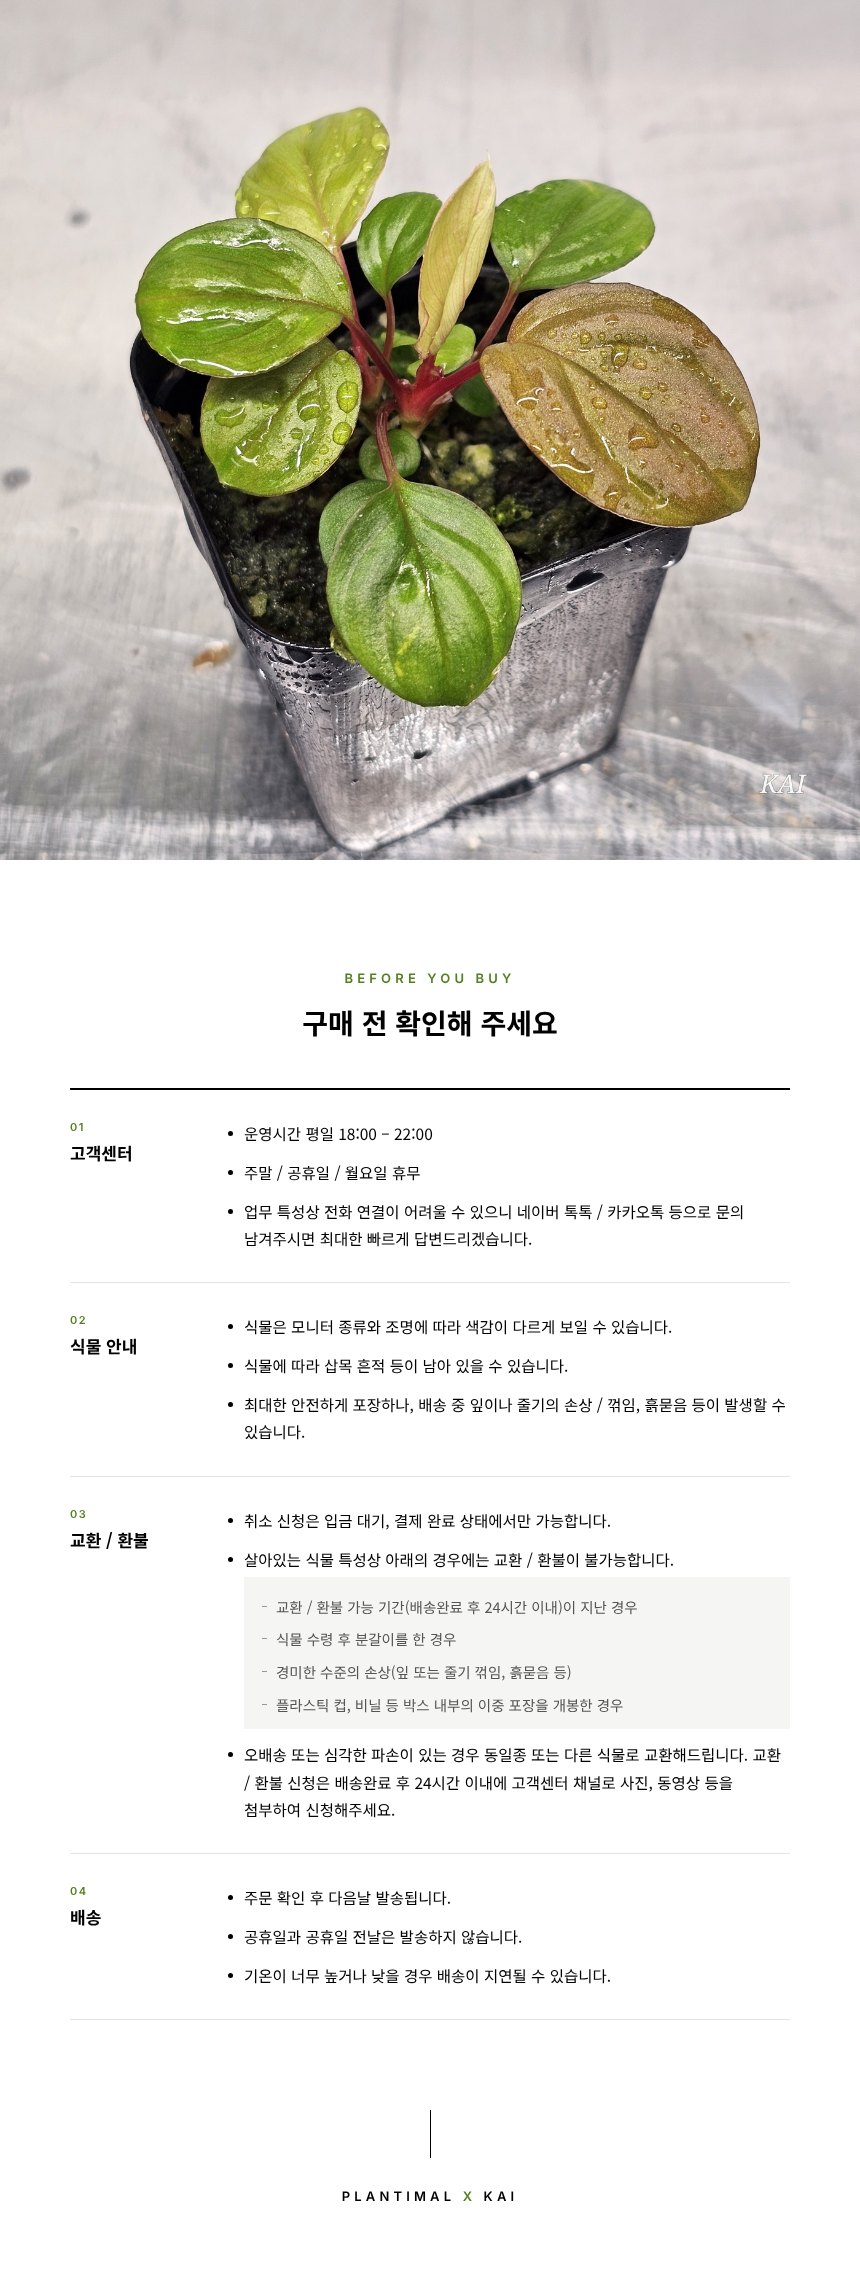 KAI
BEFORE YOU BUY
구매 전 확인해 주세요
01
고객센터
운영시간 평일 18:00 – 22:00
주말 / 공휴일 / 월요일 휴무
업무 특성상 전화 연결이 어려울 수 있으니 네이버 톡톡 / 카카오톡 등으로 문의
남겨주시면 최대한 빠르게 답변드리겠습니다.
02
식물 안내
식물은 모니터 종류와 조명에 따라 색감이 다르게 보일 수 있습니다.
식물에 따라 삽목 흔적 등이 남아 있을 수 있습니다.
최대한 안전하게 포장하나, 배송 중 잎이나 줄기의 손상 / 꺾임, 흙묻음 등이 발생할 수
있습니다.
03
교환 / 환불
취소 신청은 입금 대기, 결제 완료 상태에서만 가능합니다.
살아있는 식물 특성상 아래의 경우에는 교환 / 환불이 불가능합니다.
– 교환 / 환불 가능 기간(배송완료 후 24시간 이내)이 지난 경우
– 식물 수령 후 분갈이를 한 경우
– 경미한 수준의 손상(잎 또는 줄기 꺾임, 흙묻음 등)
– 플라스틱 컵, 비닐 등 박스 내부의 이중 포장을 개봉한 경우
오배송 또는 심각한 파손이 있는 경우 동일종 또는 다른 식물로 교환해드립니다. 교환
/ 환불 신청은 배송완료 후 24시간 이내에 고객센터 채널로 사진, 동영상 등을
첨부하여 신청해주세요.
04
배송
주문 확인 후 다음날 발송됩니다.
공휴일과 공휴일 전날은 발송하지 않습니다.
기온이 너무 높거나 낮을 경우 배송이 지연될 수 있습니다.
PLANTIMAL X KAI